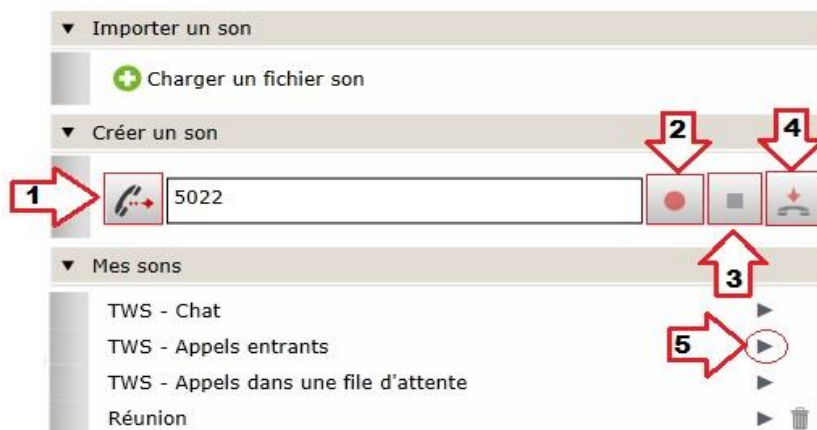 ▼ Importer un son
Charger un fichier son
▼ Créer un son
2
4
1
5022
3
▼ Mes sons
TWS - Chat
TWS - Appels entrants
5
TWS - Appels dans une file d'attente
Réunion